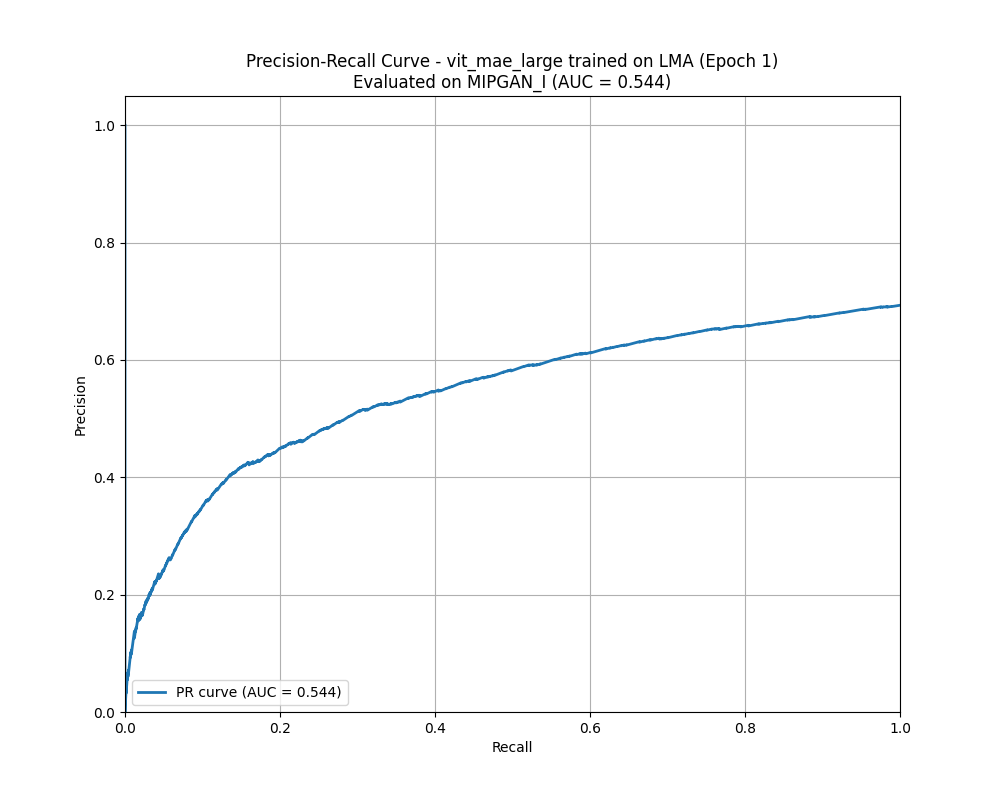 Precision-Recall Curve - vit_mae_large trained on LMA (Epoch 1)
Evaluated on MIPGAN_I (AUC = 0.544)
1.0
0.8
0.6
0.4
0.2
0.0
Precision
PR curve (AUC = 0.544)
0.0 0.2 0.4 0.6 0.8 1.0
Recall